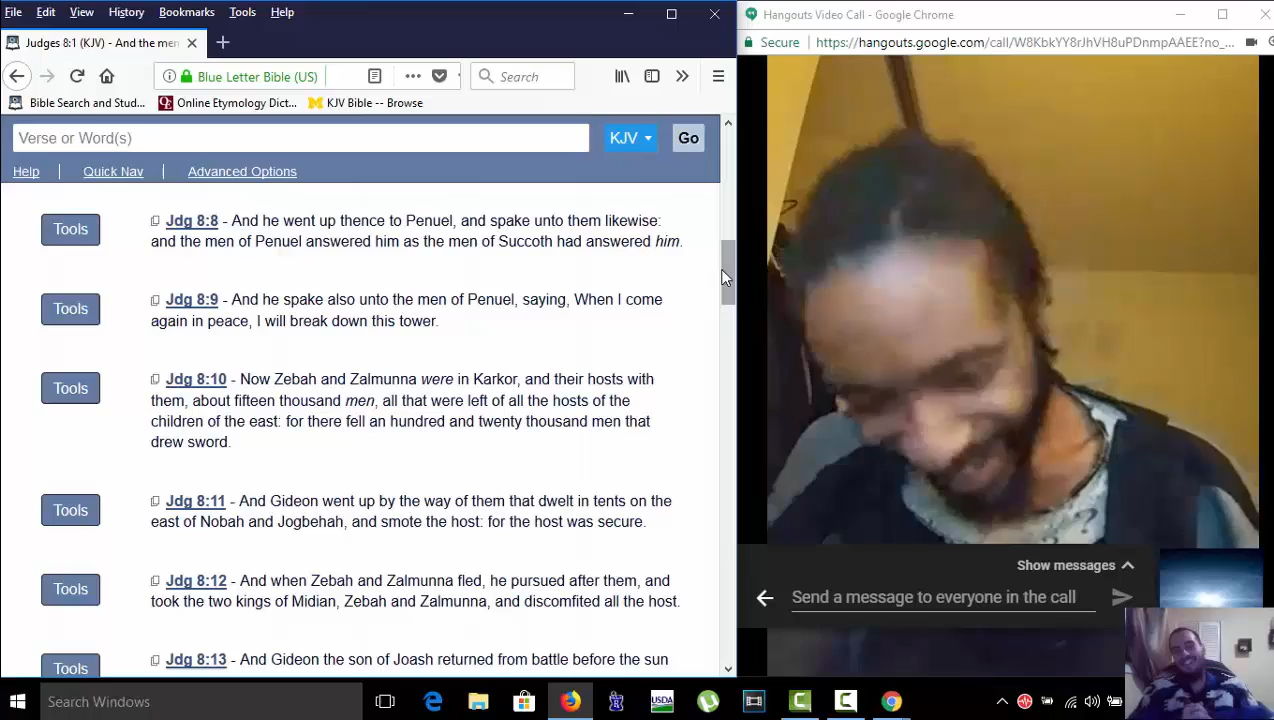 File Edit View History Bookmarks Tools Help
Judges 8:1 (KJV) - And the men
Blue Letter Bible (US)
Search
Bible Search and Stud... Online Etymology Dict... KJV Bible -- Browse
Verse or Word(s) KJV Go
Help Quick Nav Advanced Options
Tools
Jdg 8:8 - And he went up thence to Penuel, and spake unto them likewise:
and the men of Penuel answered him as the men of Succoth had answered him.
Tools
Jdg 8:9 - And he spake also unto the men of Penuel, saying, When I come
again in peace, I will break down this tower.
Tools
Jdg 8:10 - Now Zebah and Zalmunna were in Karkor, and their hosts with
them, about fifteen thousand men, all that were left of all the hosts of the
children of the east: for there fell an hundred and twenty thousand men that
drew sword.
Tools
Jdg 8:11 - And Gideon went up by the way of them that dwelt in tents on the
east of Nobah and Jogbehah, and smote the host: for the host was secure.
Tools
Jdg 8:12 - And when Zebah and Zalmunna fled, he pursued after them, and
took the two kings of Midian, Zebah and Zalmunna, and discomfited all the host.
Tools
Jdg 8:13 - And Gideon the son of Joash returned from battle before the sun
Hangouts Video Call - Google Chrome
Secure https://hangouts.google.com/call/W8KbkYY8rJhVH8uPDnmpAAEE?no_...
Show messages
Send a message to everyone in the call
Search Windows
USDA